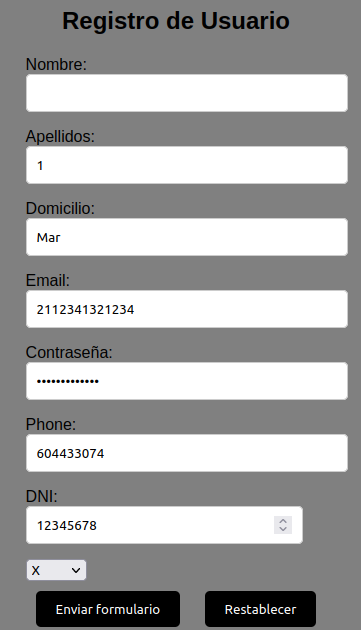 Registro de Usuario
Nombre:
Apellidos:
1
Domicilio:
Mar
Email:
2112341321234
Contraseña:
•••••••••••••
Phone:
604433074
DNI:
12345678
X
Enviar formulario Restablecer